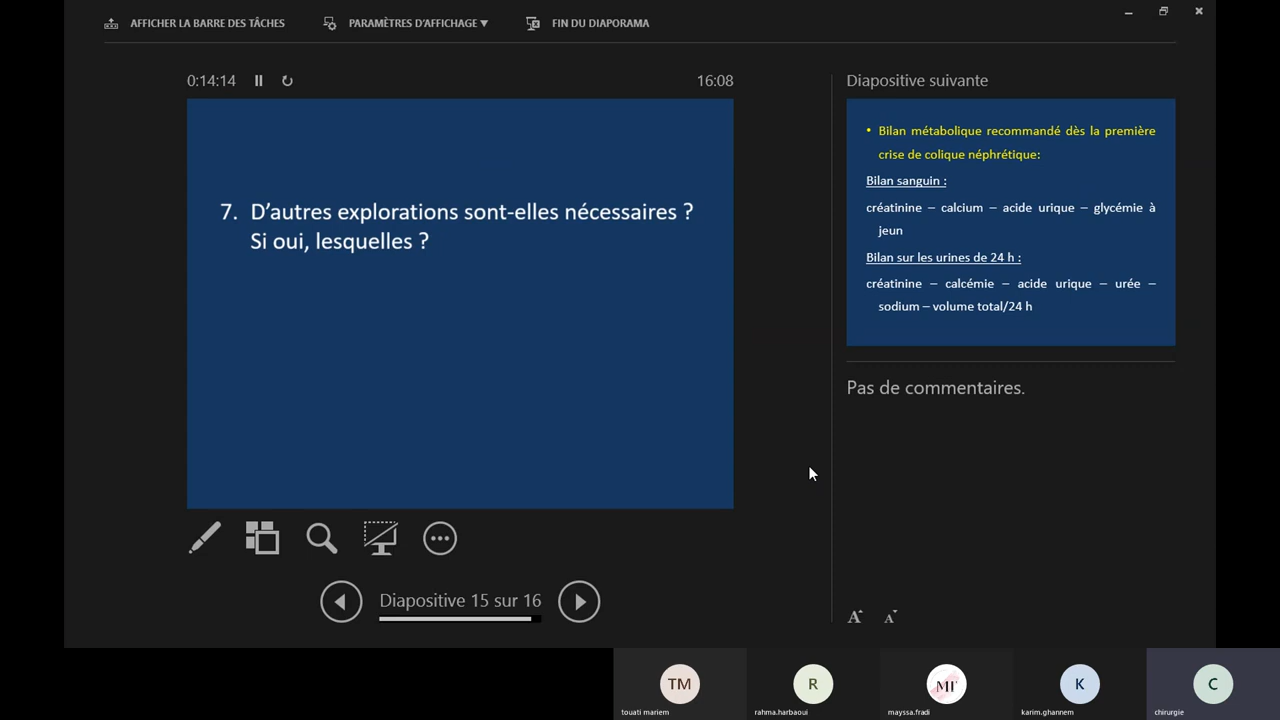 AFFICHER LA BARRE DES TÂCHES
PARAMÈTRES D'AFFICHAGE ▼
FIN DU DIAPORAMA
0:14:14
16:08
7. D'autres explorations sont-elles nécessaires ?
Si oui, lesquelles ?
Diapositive 15 sur 16
Diapositive suivante
• Bilan métabolique recommandé dès la première
crise de colique néphrétique:
Bilan sanguin :
créatinine – calcium – acide urique – glycémie à
jeun
Bilan sur les urines de 24 h :
créatinine – calcémie – acide urique – urée –
sodium – volume total/24 h
Pas de commentaires.
A A
TM
touati mariem
R
rahma.harbaoui
MF
mayssa.fradi
K
karim.ghannem
C
chirurgie